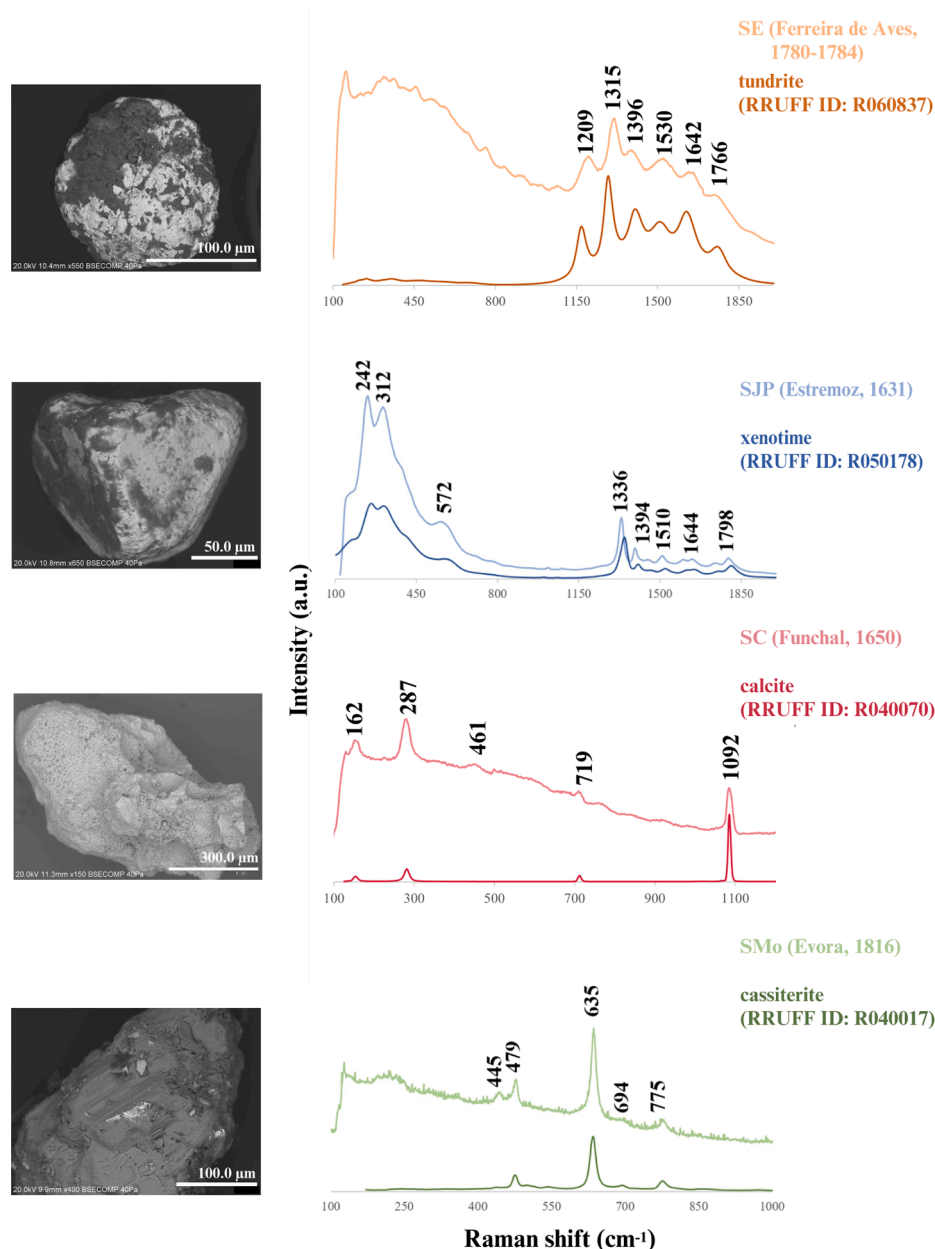 SE (Ferreira de Aves,
1780-1784)
tundrite
(RRUFF ID: R060837)
1209
1315
1396
1530
1642
1766
100.0 µm
20.0kV 10.4mm x550 BSECOMP 40Pa
100 450 800 1150 1500 1850
SJP (Estremoz, 1631)
xenotime
(RRUFF ID: R050178)
242
312
572
1336
1394
1510
1644
1798
50.0 µm
20.0kV 10.8mm x650 BSECOMP 40Pa
100 450 800 1150 1500 1850
Intensity (a.u.)
SC (Funchal, 1650)
calcite
(RRUFF ID: R040070)
162
287
461
719
1092
300.0 µm
20.0kV 11.3mm x150 BSECOMP 40Pa
100 300 500 700 900 1100
SMo (Evora, 1816)
cassiterite
(RRUFF ID: R040017)
445
479
635
694
775
100.0 µm
20.0kV 9.9mm x400 BSECOMP 40Pa
100 250 400 550 700 850 1000
Raman shift (cm-1)